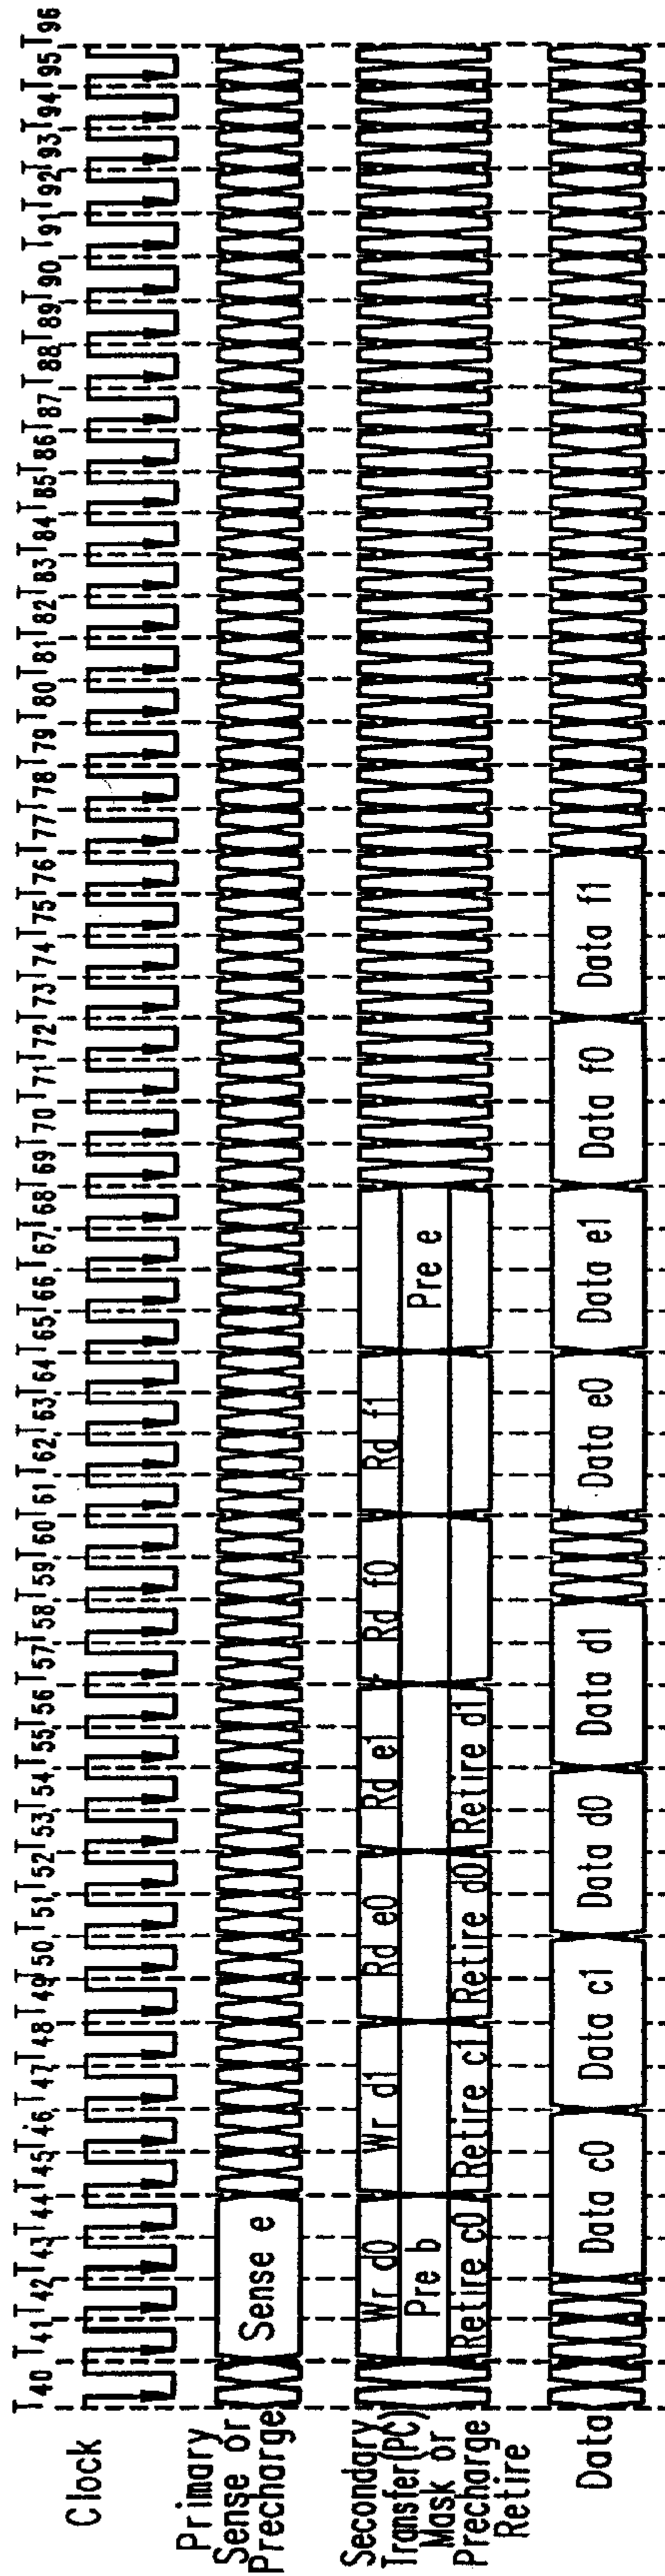 T40 T41 T42 T43 T44 T45 T46 T47 T48 T49 T50 T51 T52 T53 T54 T55 T56 T57 T58 T59 T60 T61 T62 T63 T64 T65 T66 T67 T68 T69 T70 T71 T72 T73 T74 T75 T76 T77 T78 T79 T80 T81 T82 T83 T84 T85 T86 T87 T88 T89 T90 T91 T92 T93 T94 T95 T96
Clock
Primary
Sense or
Precharge
Sense e
Secondary
Transfer(PC)
Mask or
Precharge
Retire
Wr d0 Wr d1 Rd e0 Rd e1 Rd f0 Rd f1
Pre b Pre e
Retire c0 Retire c1 Retire d0 Retire d1
Data
Data c0 Data c1 Data d0 Data d1 Data e0 Data e1 Data f0 Data f1